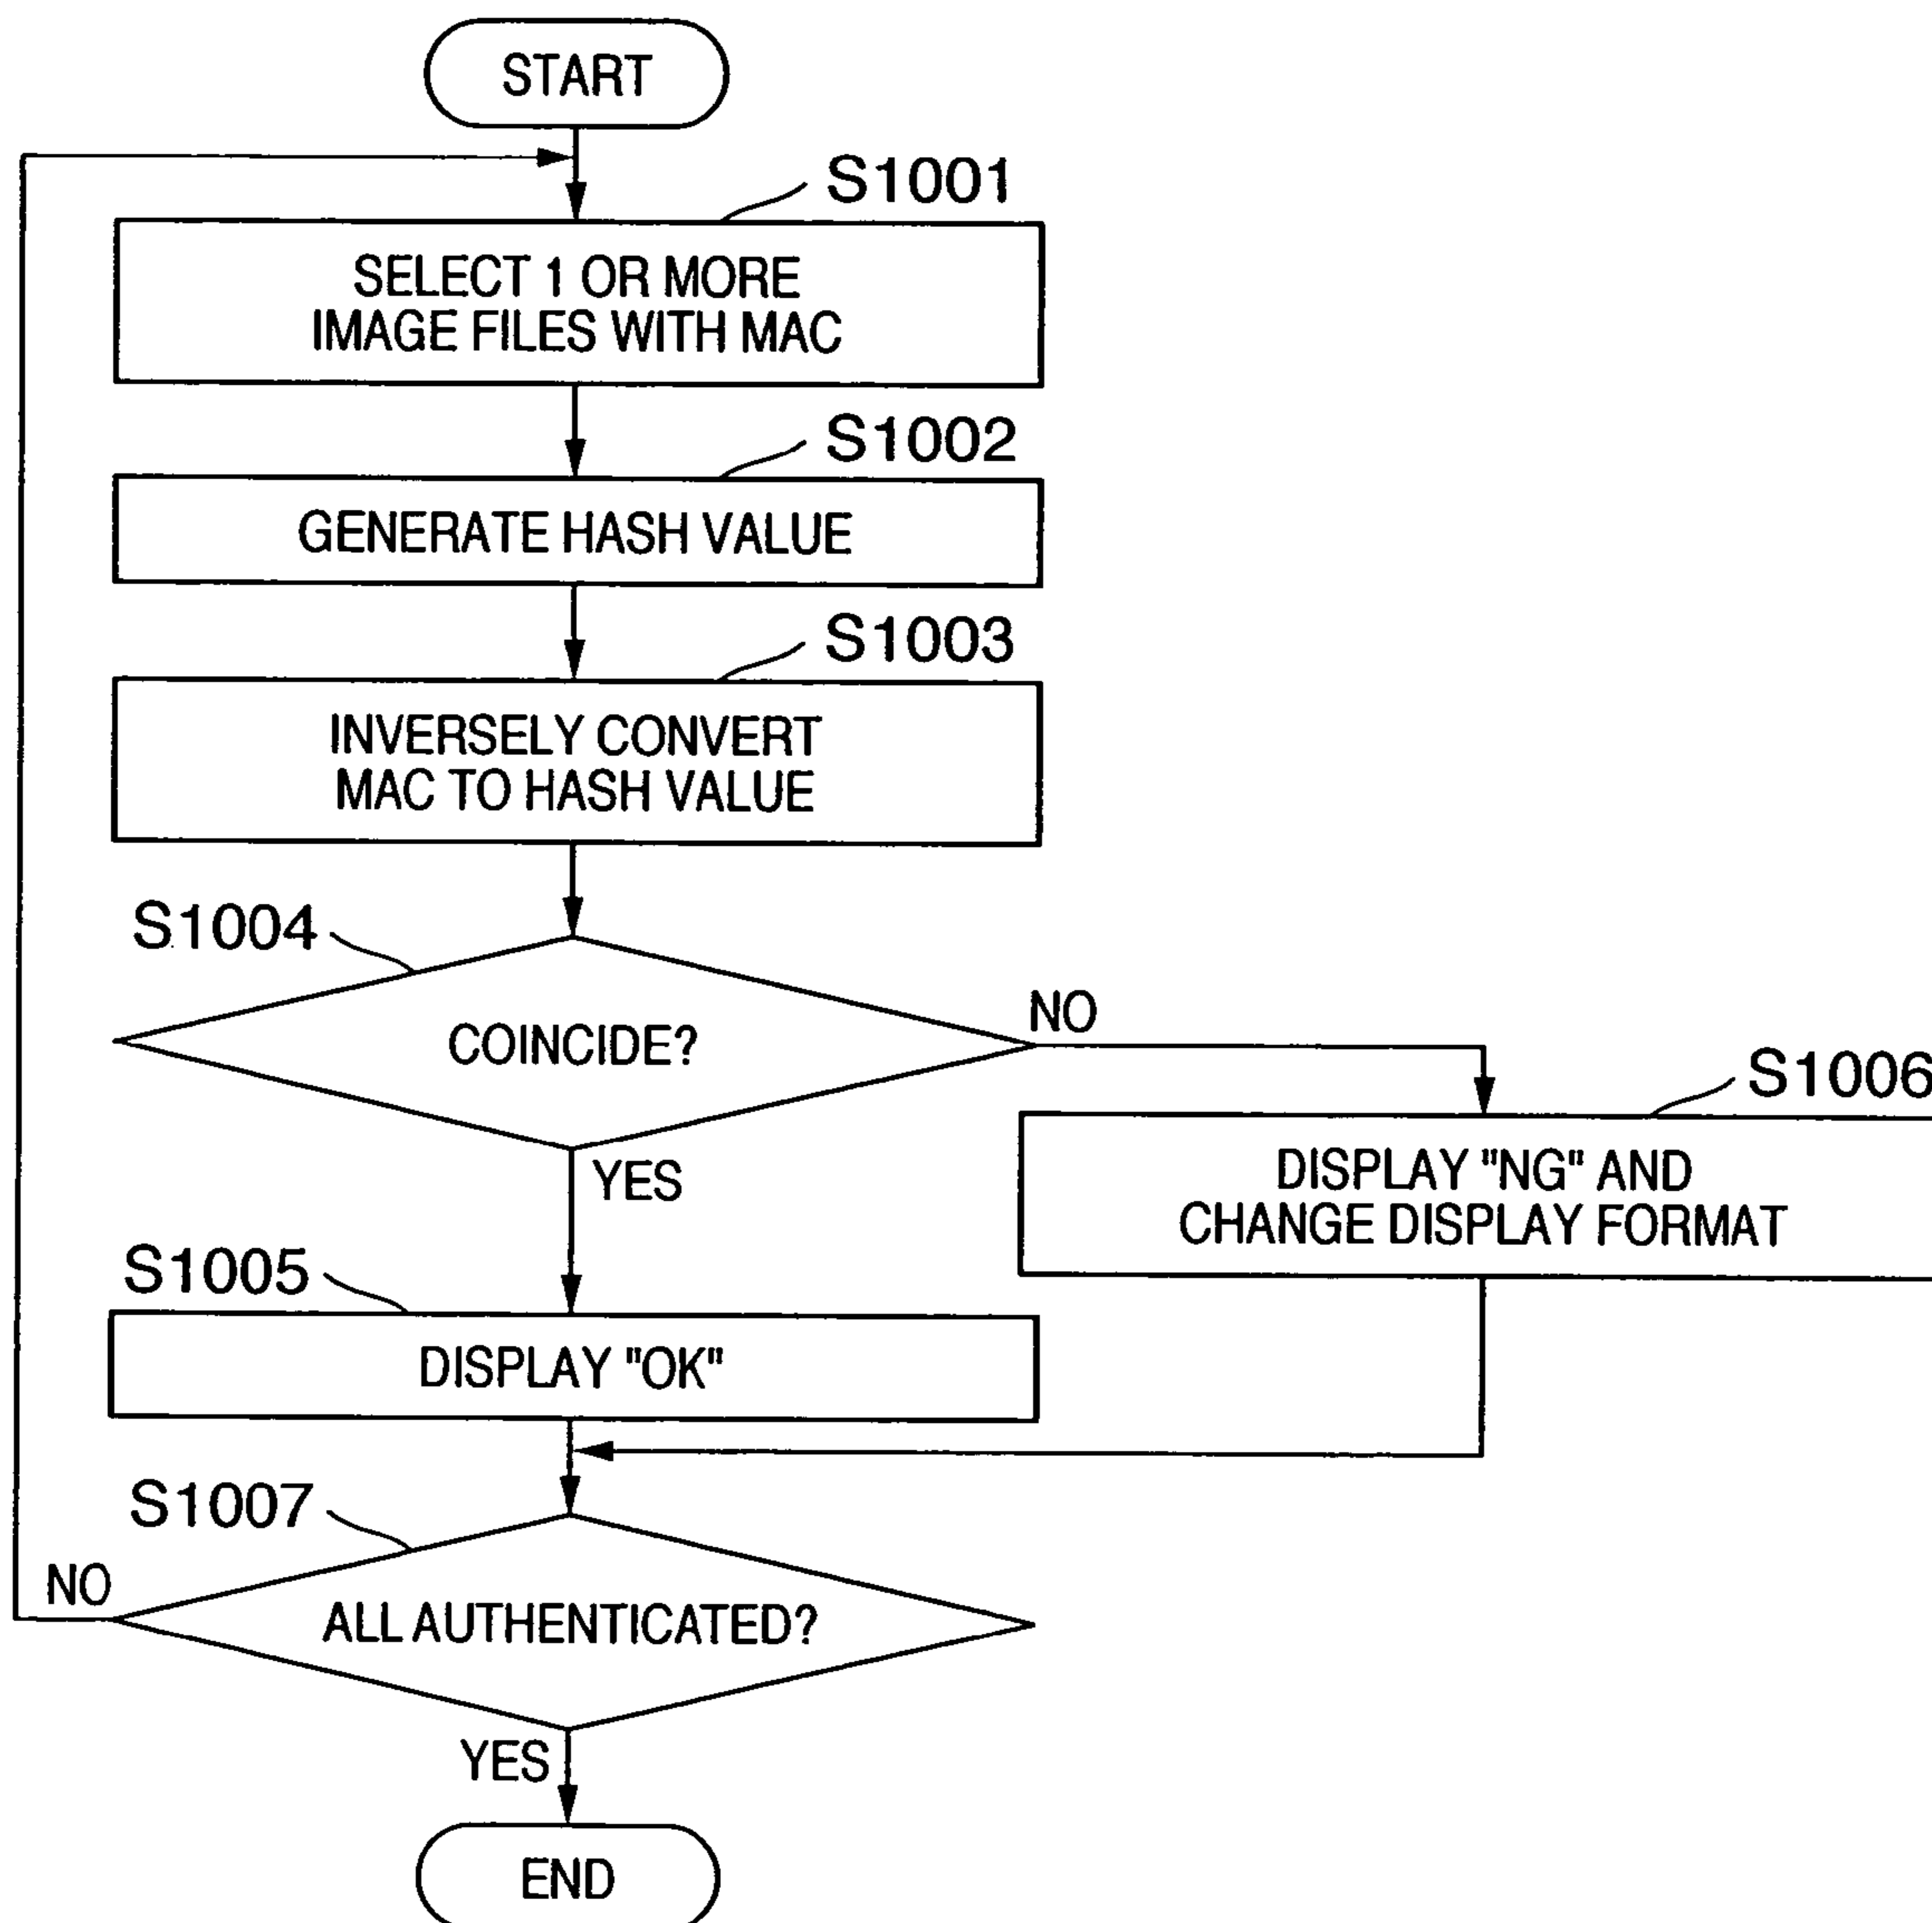 START
S1001
SELECT 1 OR MORE
IMAGE FILES WITH MAC
S1002
GENERATE HASH VALUE
S1003
INVERSELY CONVERT
MAC TO HASH VALUE
S1004
COINCIDE?
NO
S1006
DISPLAY "NG" AND
CHANGE DISPLAY FORMAT
YES
S1005
DISPLAY "OK"
S1007
NO
ALL AUTHENTICATED?
YES
END